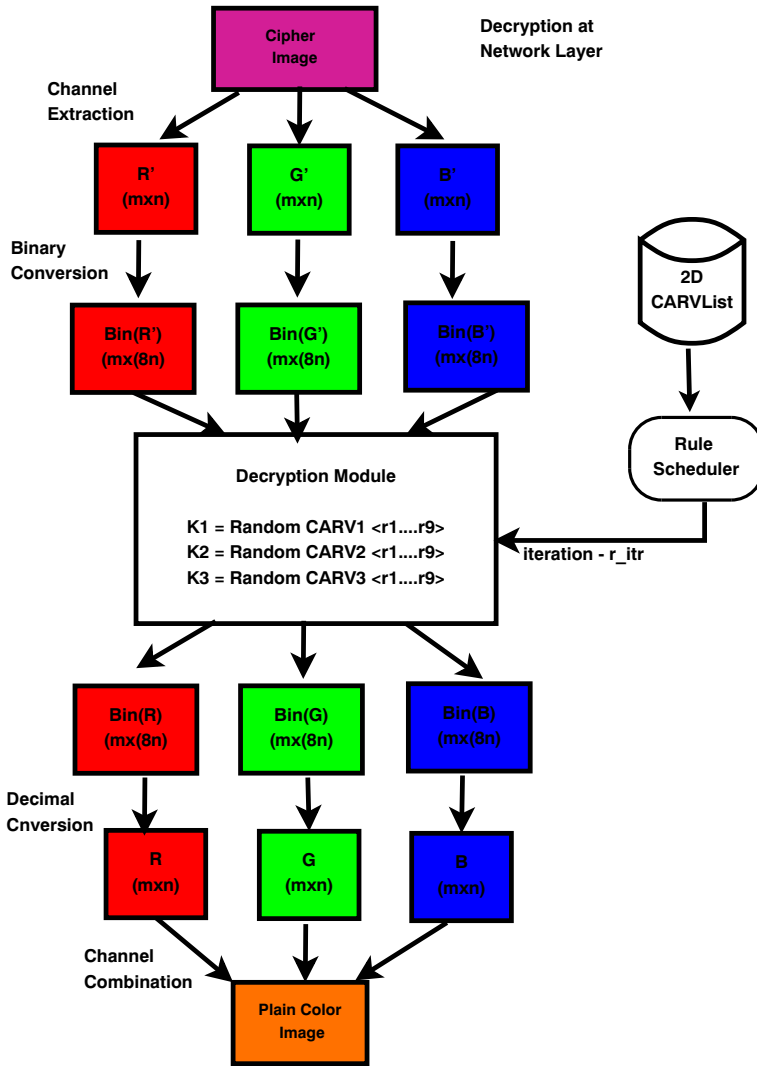 Cipher
Image
Decryption at
Network Layer
Channel
Extraction
R'
(mxn)
G'
(mxn)
B'
(mxn)
Binary
Conversion
2D
CARVList
Bin(R')
(mx(8n)
Bin(G')
(mx(8n)
Bin(B')
(mx(8n)
Rule
Scheduler
Decryption Module
K1 = Random CARV1 <r1....r9>
K2 = Random CARV2 <r1....r9>
K3 = Random CARV3 <r1....r9>
iteration - r_itr
Bin(R)
(mx(8n)
Bin(G)
(mx(8n)
Bin(B)
(mx(8n)
Decimal
Cnversion
R
(mxn)
G
(mxn)
B
(mxn)
Channel
Combination
Plain Color
Image